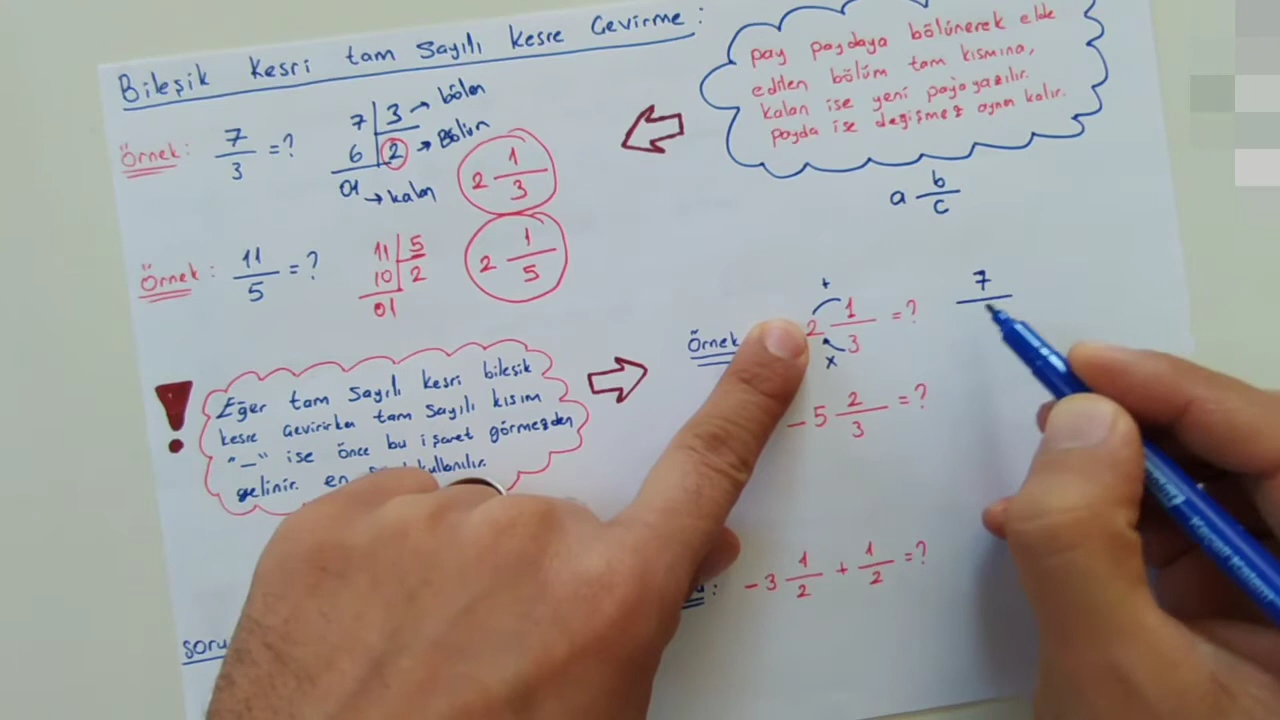 Bileşik Kesri tam Sayılı Kesre Çevirme:
pay paydaya bölünerek elde
edilen bölüm tam kısmına,
kalan ise yeni paya yazılır.
payda ise değişmez aynen kalır.
a b/c
Örnek: 7/3 = ?
7 3 → bölen
6 2 → Bölüm
01 → kalan
2 1/3
Örnek: 11/5 = ?
11 5
10 2
01
2 1/5
! Eğer tam Sayılı kesri bileşik
kesre çevirirken tam sayılı kısım
"_" ise önce bu işaret görmezden
gelinir. en kullanılır.
Örnek
+
2 1/3 = ?
x
7
- 5 2/3 = ?
- 3 1/2 + 1/2 = ?
soru